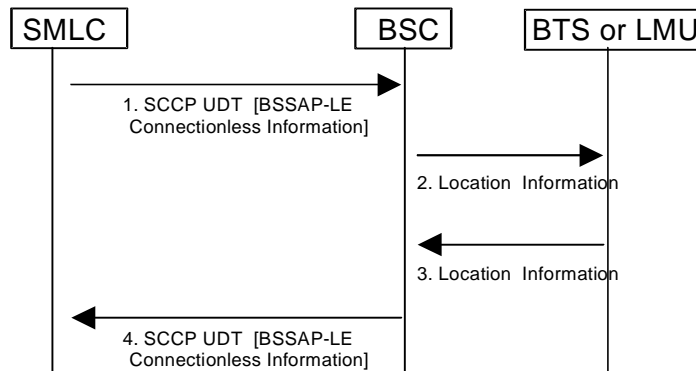 SMLC
BSC
BTS or LMU
1. SCCP UDT [BSSAP-LE
Connectionless Information]
2. Location Information
3. Location Information
4. SCCP UDT [BSSAP-LE
Connectionless Information]